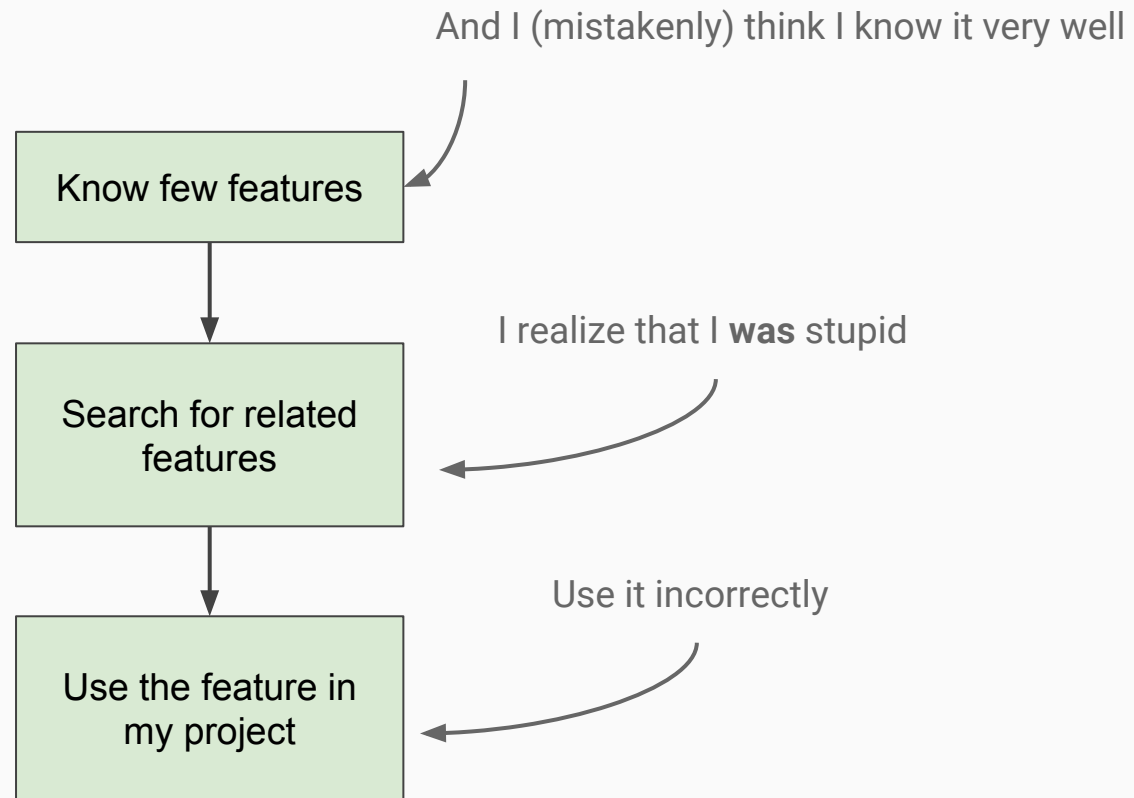 And I (mistakenly) think I know it very well
Know few features
I realize that I was stupid
Search for related
features
Use it incorrectly
Use the feature in
my project